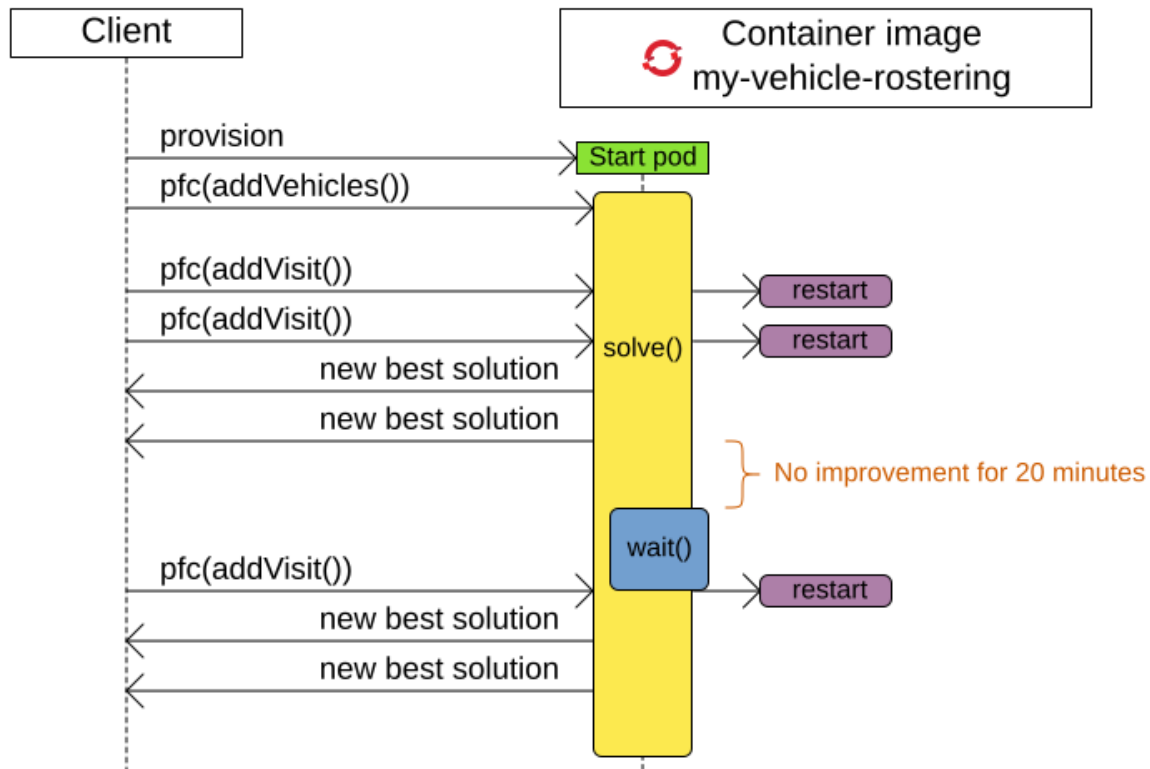 Client
Container image
my-vehicle-rostering
provision
Start pod
pfc(addVehicles())
pfc(addVisit())
restart
pfc(addVisit())
restart
solve()
new best solution
new best solution
No improvement for 20 minutes
wait()
pfc(addVisit())
restart
new best solution
new best solution